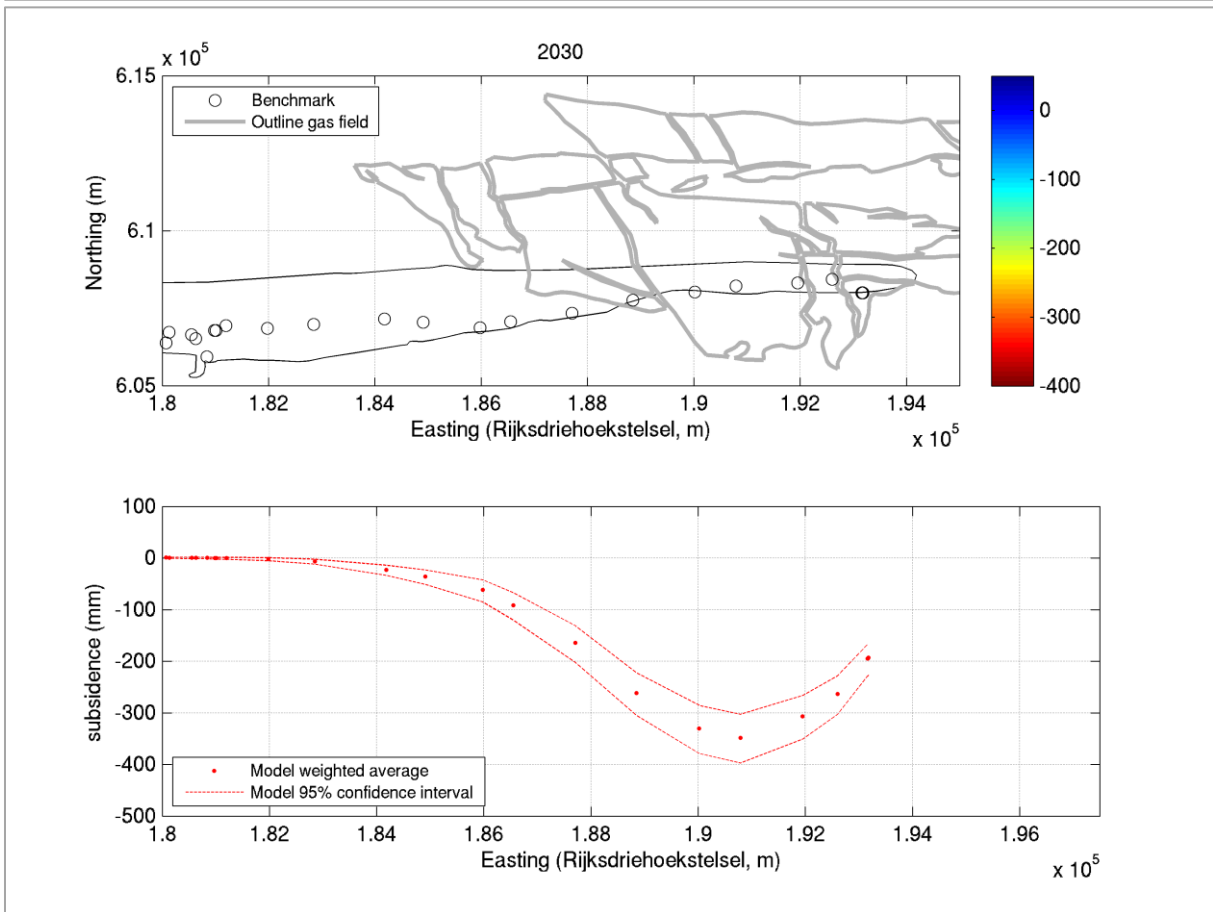 2030
x 10^5
6.15
6.1
6.05
Northing (m)
Benchmark
Outline gas field
1.8 1.82 1.84 1.86 1.88 1.9 1.92 1.94
Easting (Rijksdriehoekstelsel, m)
x 10^5
0
-100
-200
-300
-400
100
0
-100
-200
-300
-400
-500
subsidence (mm)
Model weighted average
Model 95% confidence interval
1.8 1.82 1.84 1.86 1.88 1.9 1.92 1.94 1.96
Easting (Rijksdriehoekstelsel, m)
x 10^5